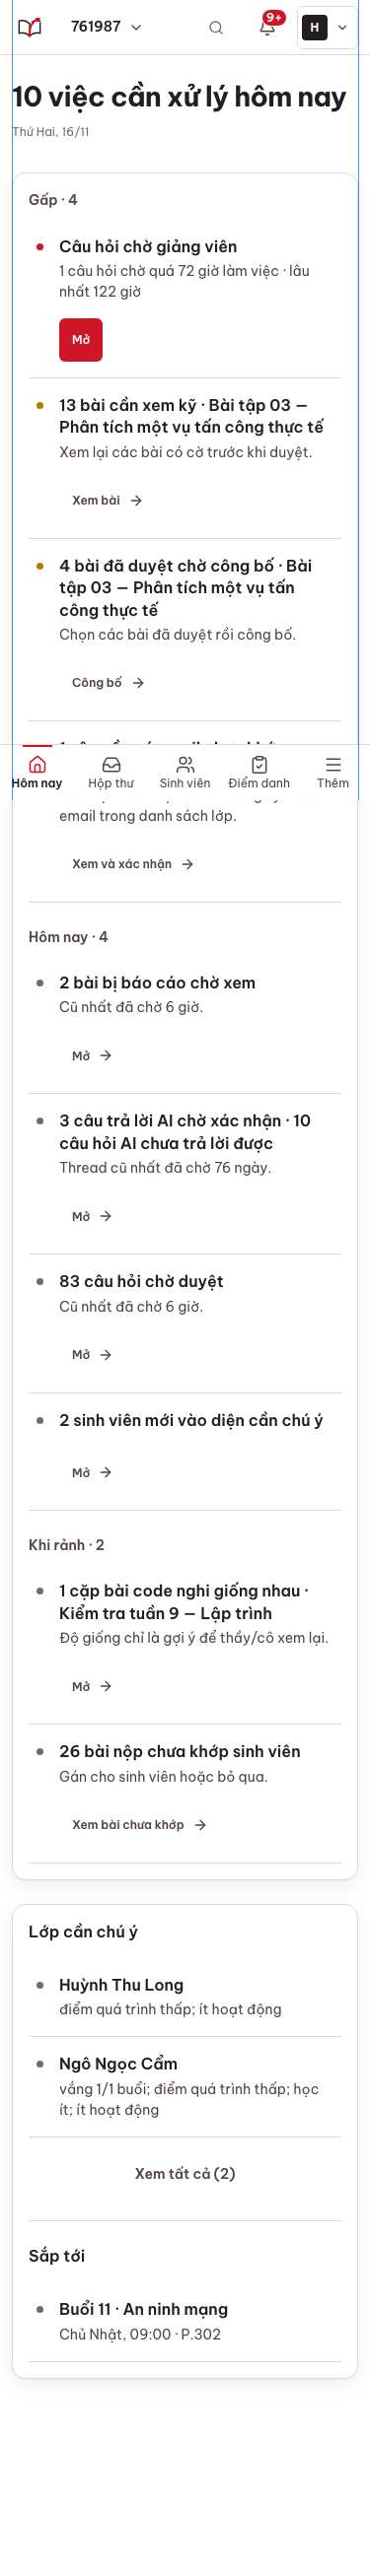 761987
9+
H
10 việc cần xử lý hôm nay
Thứ Hai, 16/11
Gấp · 4
Câu hỏi chờ giảng viên
1 câu hỏi chờ quá 72 giờ làm việc · lâu
nhất 122 giờ
Mở
13 bài cần xem kỹ · Bài tập 03 —
Phân tích một vụ tấn công thực tế
Xem lại các bài có cờ trước khi duyệt.
Xem bài
4 bài đã duyệt chờ công bố · Bài
tập 03 — Phân tích một vụ tấn
công thực tế
Chọn các bài đã duyệt rồi công bố.
Công bố
Hôm nay
Hộp thư
Sinh viên
Điểm danh
Thêm
email trong danh sách lớp.
Xem và xác nhận
Hôm nay · 4
2 bài bị báo cáo chờ xem
Cũ nhất đã chờ 6 giờ.
Mở
3 câu trả lời AI chờ xác nhận · 10
câu hỏi AI chưa trả lời được
Thread cũ nhất đã chờ 76 ngày.
Mở
83 câu hỏi chờ duyệt
Cũ nhất đã chờ 6 giờ.
Mở
2 sinh viên mới vào diện cần chú ý
Mở
Khi rảnh · 2
1 cặp bài code nghi giống nhau ·
Kiểm tra tuần 9 — Lập trình
Độ giống chỉ là gợi ý để thầy/cô xem lại.
Mở
26 bài nộp chưa khớp sinh viên
Gán cho sinh viên hoặc bỏ qua.
Xem bài chưa khớp
Lớp cần chú ý
Huỳnh Thu Long
điểm quá trình thấp; ít hoạt động
Ngô Ngọc Cẩm
vắng 1/1 buổi; điểm quá trình thấp; học
ít; ít hoạt động
Xem tất cả (2)
Sắp tới
Buổi 11 · An ninh mạng
Chủ Nhật, 09:00 · P.302